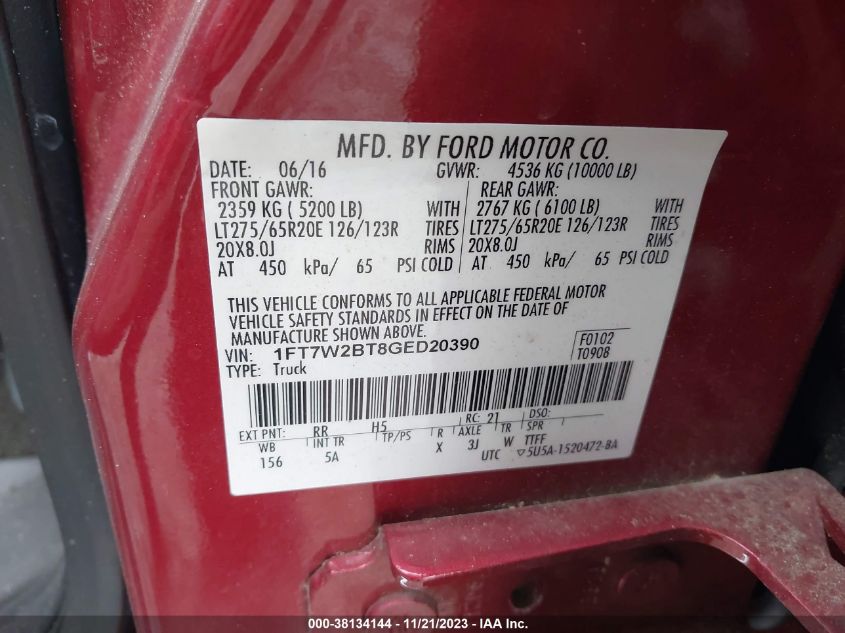 MFD. BY FORD MOTOR CO.
DATE: 06/16 GVWR: 4536 KG (10000 LB)
FRONT GAWR: REAR GAWR:
2359 KG ( 5200 LB) WITH 2767 KG ( 6100 LB) WITH
LT275/65R20E 126/123R TIRES LT275/65R20E 126/123R TIRES
20X8.0J RIMS 20X8.0J RIMS
AT 450 kPa/ 65 PSI COLD AT 450 kPa/ 65 PSI COLD
THIS VEHICLE CONFORMS TO ALL APPLICABLE FEDERAL MOTOR
VEHICLE SAFETY STANDARDS IN EFFECT ON THE DATE OF
MANUFACTURE SHOWN ABOVE.
VIN: 1FT7W2BT8GED20390 F0102
TYPE: Truck T0908
EXT PNT: RR H5 RC: 21 DSO:
WB INT TR TP/PS R AXLE TR SPR
156 5A X 3J W TTFF
UTC ▽5U5A-1520472-BA
000-38134144 - 11/21/2023 - IAA Inc.